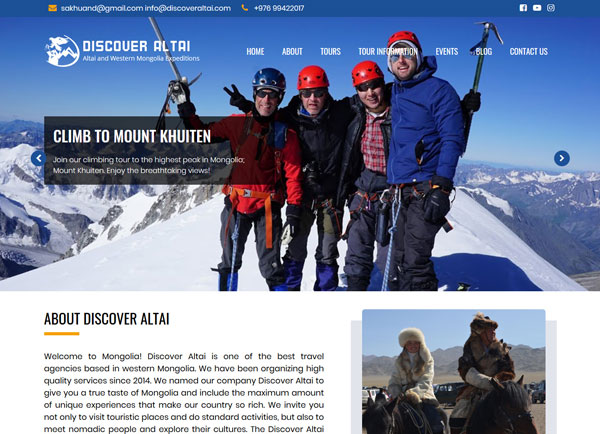 sakhuand@gmail.com info@discoveraltai.com +976 99422017
DISCOVER ALTAI
Altai and Western Mongolia Expeditions
HOME ABOUT TOURS TOUR INFORMATION EVENTS BLOG CONTACT US
CLIMB TO MOUNT KHUITEN
Join our climbing tour to the highest peak in Mongolia;
Mount Khuiten. Enjoy the breathtaking views!
ABOUT DISCOVER ALTAI
Welcome to Mongolia! Discover Altai is one of the best travel
agencies based in western Mongolia. We have been organizing
high quality services since 2014. We named our company Discover Altai to
give you a true taste of Mongolia and include the maximum amount
of unique experiences that make our country so rich. We invite you
not only to visit touristic places and do standard activities, but also to
meet nomadic people and explore their cultures. The Discover Altai